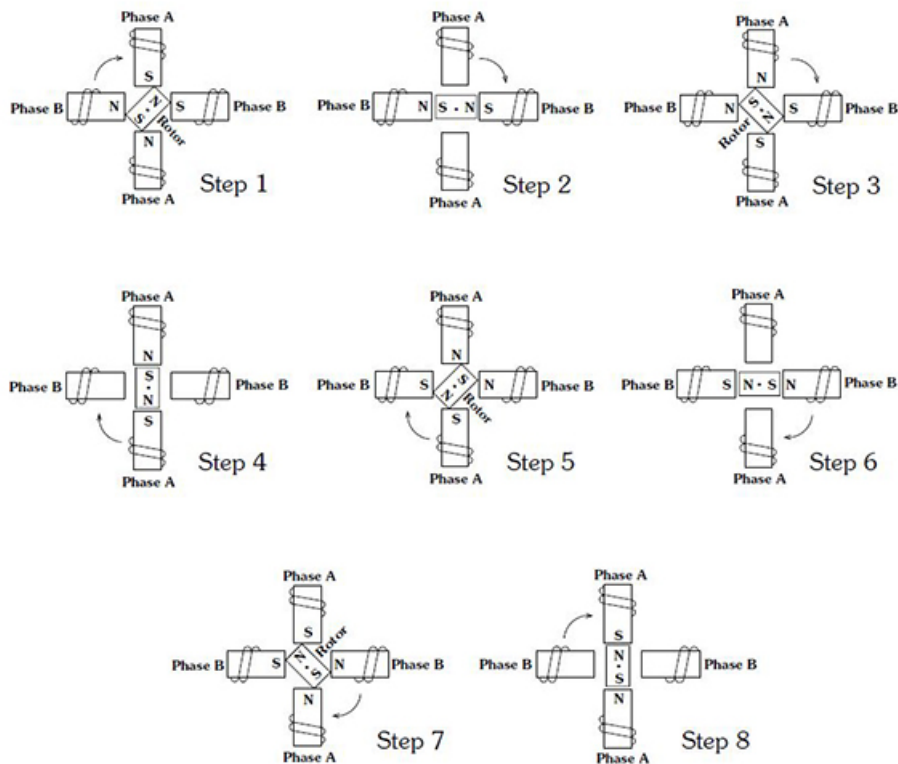 Phase A
S
Phase B N N S Phase B
S Rotor
N
Phase A
Step 1
Phase A
Phase B N S • N S Phase B
Phase A
Step 2
Phase A
N
Phase B N S N S Phase B
Rotor
S
Phase A
Step 3
Phase A
N
S
Phase B Phase B
N
S
Phase A
Step 4
Phase A
N
Phase B S S N Phase B
N Rotor
S
Phase A
Step 5
Phase A
Phase B S N • S N Phase B
Phase A
Step 6
Phase A
S
Rotor
Phase B S N S N Phase B
N
Phase A
Step 7
Phase A
S
N
Phase B Phase B
S
N
Phase A
Step 8